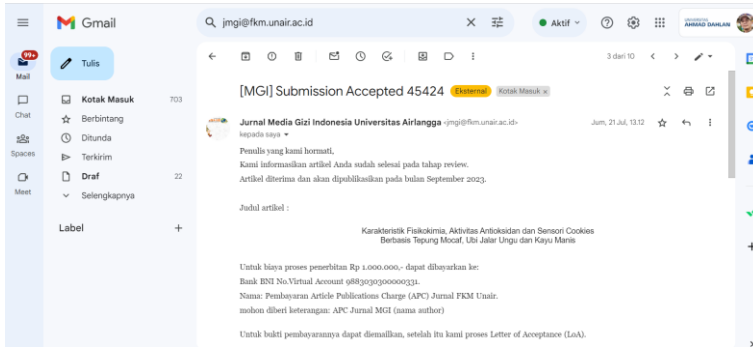 Gmail
jmgi@fkm.unair.ac.id
Aktif
UNIVERSITAS
AHMAD DAHLAN
99+
Mail
Chat
Spaces
Meet
Tulis
Kotak Masuk 703
Berbintang
Ditunda
Terkirim
Draf 22
Selengkapnya
Label
3 dari 10
[MGI] Submission Accepted 45424 Eksternal Kotak Masuk x
Jurnal Media Gizi Indonesia Universitas Airlangga <jmgi@fkm.unair.ac.id> Jum, 21 Jul, 13.12
kepada saya
Penulis yang kami hormati,
Kami informasikan artikel Anda sudah selesai pada tahap review.
Artikel diterima dan akan dipublikasikan pada bulan September 2023.
Judul artikel :
Karakteristik Fisikokimia, Aktivitas Antioksidan dan Sensori Cookies
Berbasis Tepung Mocaf, Ubi Jalar Ungu dan Kayu Manis
Untuk biaya proses penerbitan Rp 1.000.000,- dapat dibayarkan ke:
Bank BNI No.Virtual Account 9883030300000331.
Nama: Pembayaran Article Publications Charge (APC) Jurnal FKM Unair.
mohon diberi keterangan: APC Jurnal MGI (nama author)
Untuk bukti pembayarannya dapat diemailkan, setelah itu kami proses Letter of Acceptance (LoA).